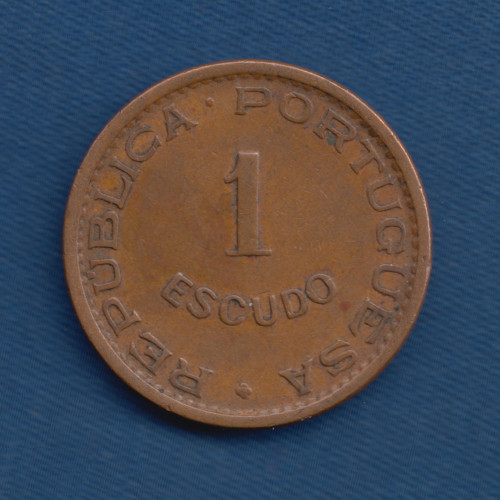 REPÚBLICA · PORTUGUESA
1
ESCUDO